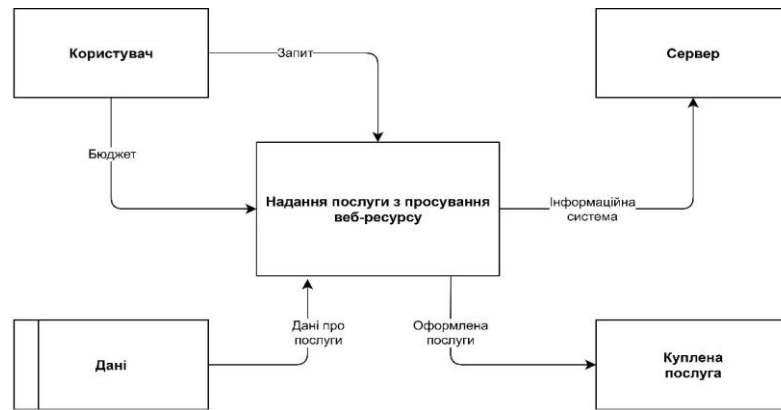 Користувач
Запит
Сервер
Бюджет
Надання послуги з просування
веб-ресурсу
Інформаційна
система
Дані
Дані про
послуги
Оформлена
послуги
Куплена
послуга